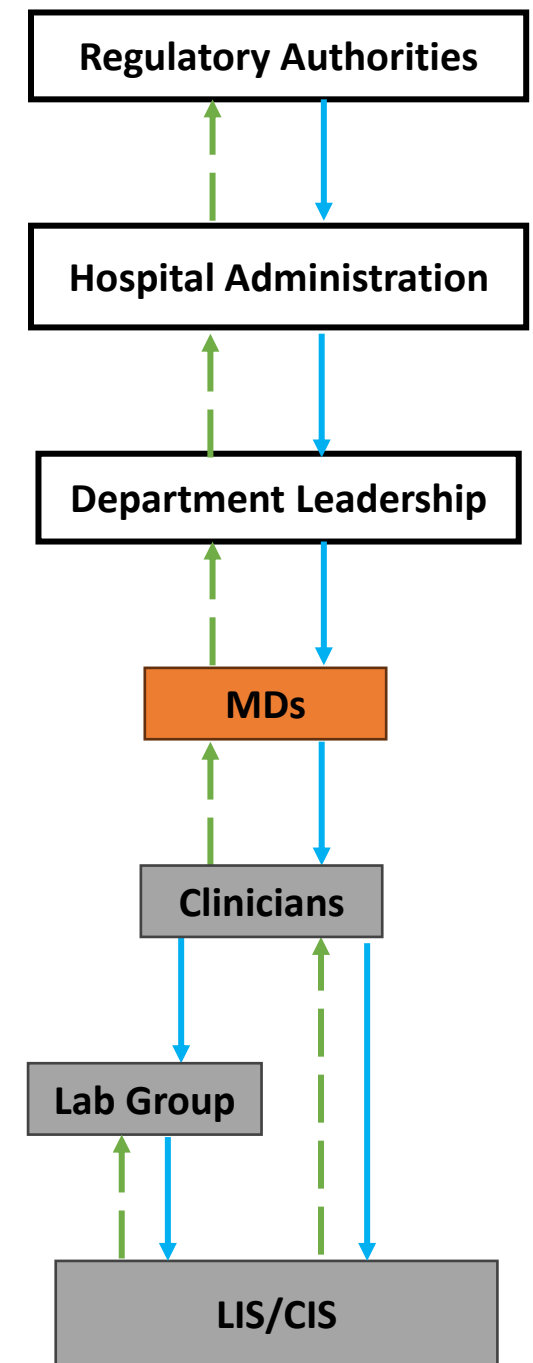 Regulatory Authorities
Hospital Administration
Department Leadership
MDs
Clinicians
Lab Group
LIS/CIS